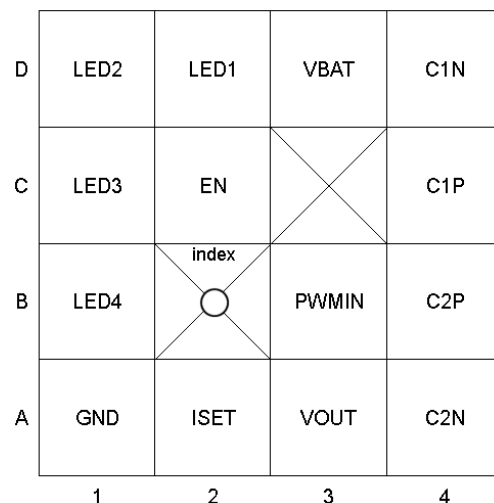 D LED2 LED1 VBAT C1N
C LED3 EN C1P
index
B LED4 PWMIN C2P
A GND ISET VOUT C2N
1 2 3 4